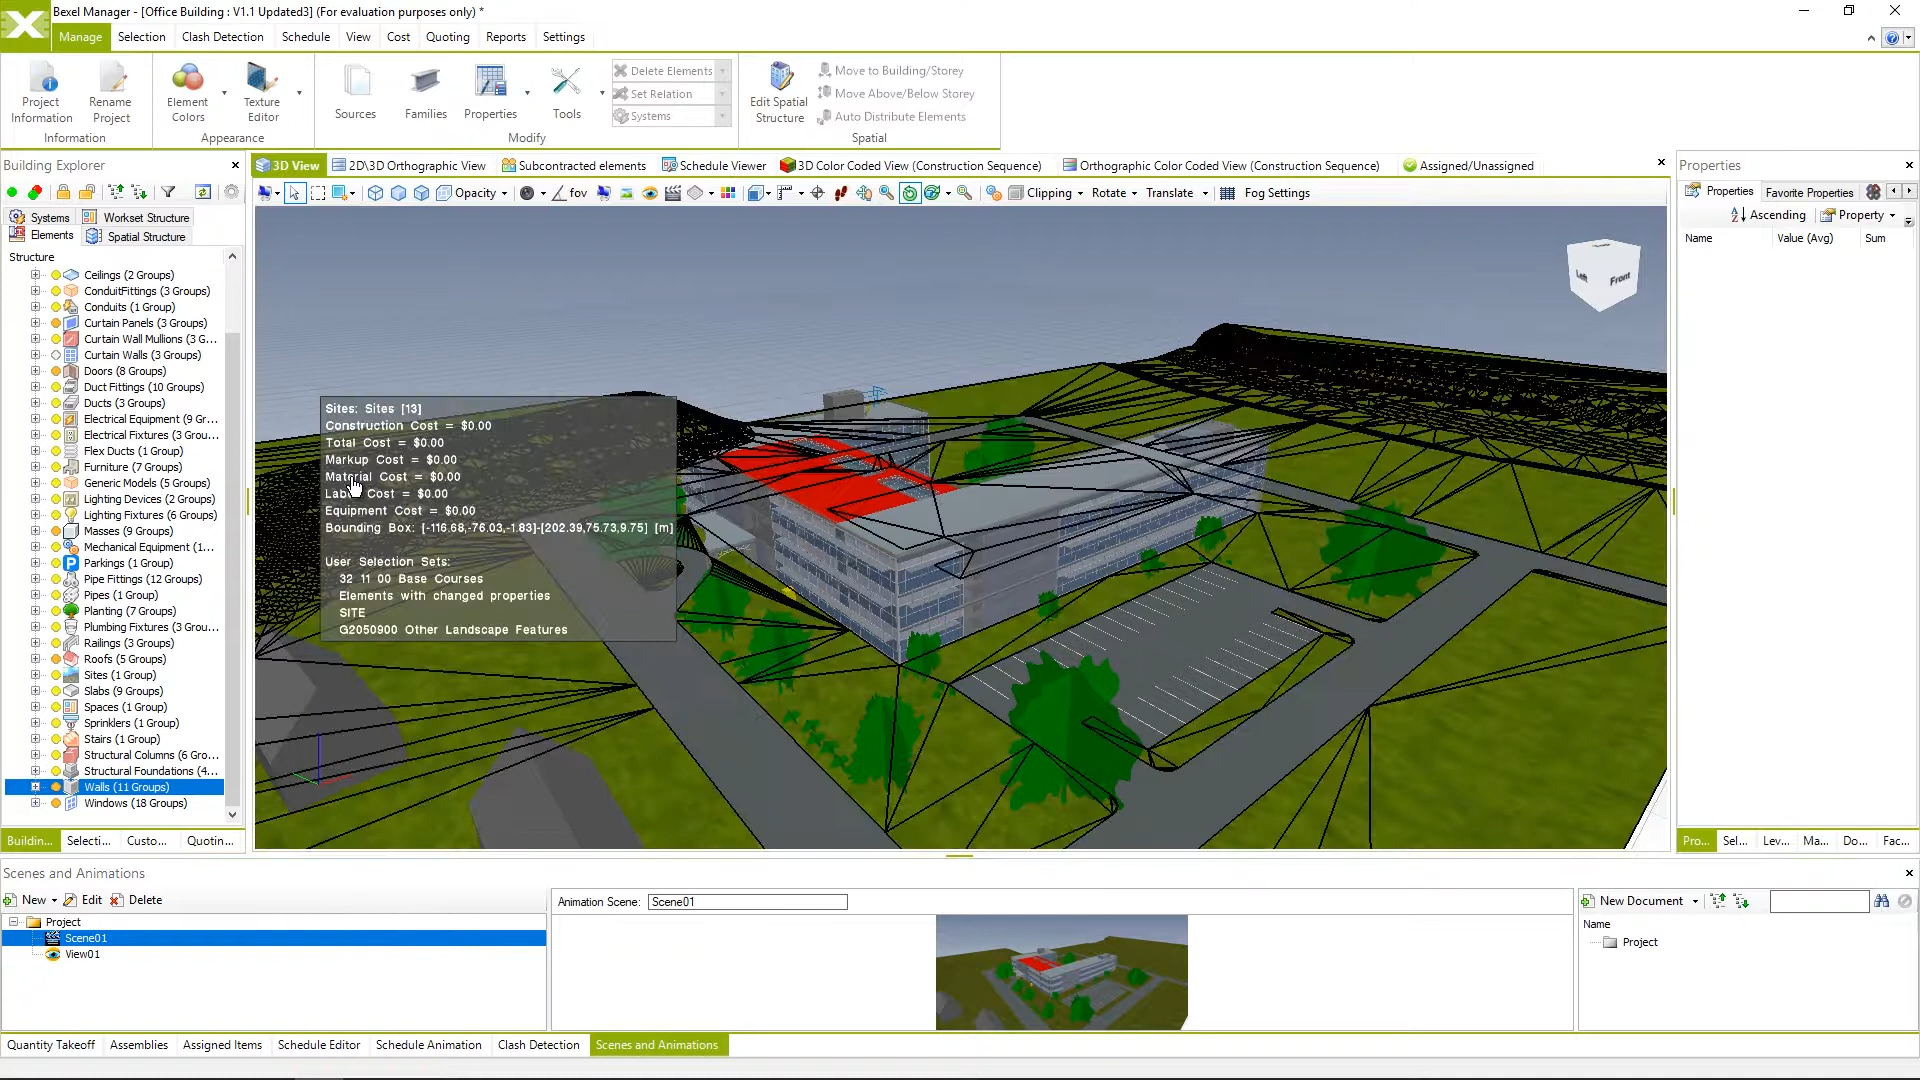 Bexel Manager - [Office Building : V1.1 Updated3] (For evaluation purposes only) *
Manage Selection Clash Detection Schedule View Cost Quoting Reports Settings
Project Information
Rename Project
Element Colors
Texture Editor
Sources
Families
Properties
Tools
Delete Elements
Set Relation
Systems
Edit Spatial Structure
Move to Building/Storey
Move Above/Below Storey
Auto Distribute Elements
Information Appearance Modify Spatial
Building Explorer
3D View 2D\3D Orthographic View Subcontracted elements Schedule Viewer 3D Color Coded View (Construction Sequence) Orthographic Color Coded View (Construction Sequence) Assigned/Unassigned
Opacity fov Clipping Rotate Translate Fog Settings
Systems Workset Structure
Elements Spatial Structure
Structure
Ceilings (2 Groups)
ConduitFittings (3 Groups)
Conduits (1 Group)
Curtain Panels (3 Groups)
Curtain Wall Mullions (3 G...
Curtain Walls (3 Groups)
Doors (8 Groups)
Duct Fittings (10 Groups)
Ducts (3 Groups)
Electrical Equipment (9 Gr...
Electrical Fixtures (3 Grou...
Flex Ducts (1 Group)
Furniture (7 Groups)
Generic Models (5 Groups)
Lighting Devices (2 Groups)
Lighting Fixtures (6 Groups)
Masses (9 Groups)
Mechanical Equipment (1...
Parkings (1 Group)
Pipe Fittings (12 Groups)
Pipes (1 Group)
Planting (7 Groups)
Plumbing Fixtures (3 Grou...
Railings (3 Groups)
Roofs (5 Groups)
Sites (1 Group)
Slabs (9 Groups)
Spaces (1 Group)
Sprinklers (1 Group)
Stairs (1 Group)
Structural Columns (6 Gro...
Structural Foundations (4...
Walls (11 Groups)
Windows (18 Groups)
Buildin... Selecti... Custo... Quotin...
Sites: Sites [13]
Construction Cost = $0.00
Total Cost = $0.00
Markup Cost = $0.00
Material Cost = $0.00
Labor Cost = $0.00
Equipment Cost = $0.00
Bounding Box: [-116.68,-76.03,-1.83]-[202.39,75.73,9.75] [m]
User Selection Sets:
32 11 00 Base Courses
Elements with changed properties
SITE
G2050900 Other Landscape Features
Left Front
Properties
Properties Favorite Properties
Ascending Property
Name Value (Avg) Sum
Pro... Sel... Lev... Ma... Do... Fac...
Scenes and Animations
New Edit Delete
Project
Scene01
View01
Animation Scene: Scene01
New Document
Name
Project
Quantity Takeoff Assemblies Assigned Items Schedule Editor Schedule Animation Clash Detection Scenes and Animations